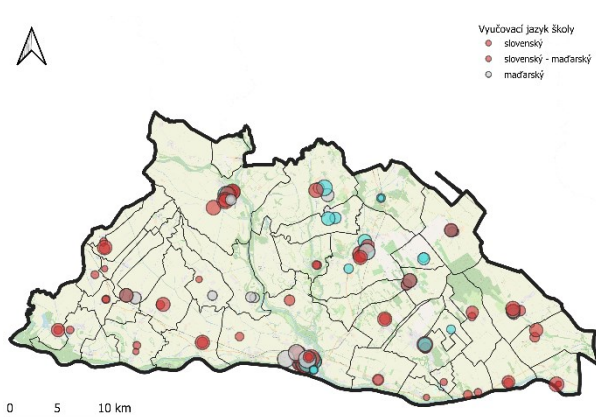 Vyučovací jazyk školy
slovenský
slovenský - maďarský
maďarský
0 5 10 km